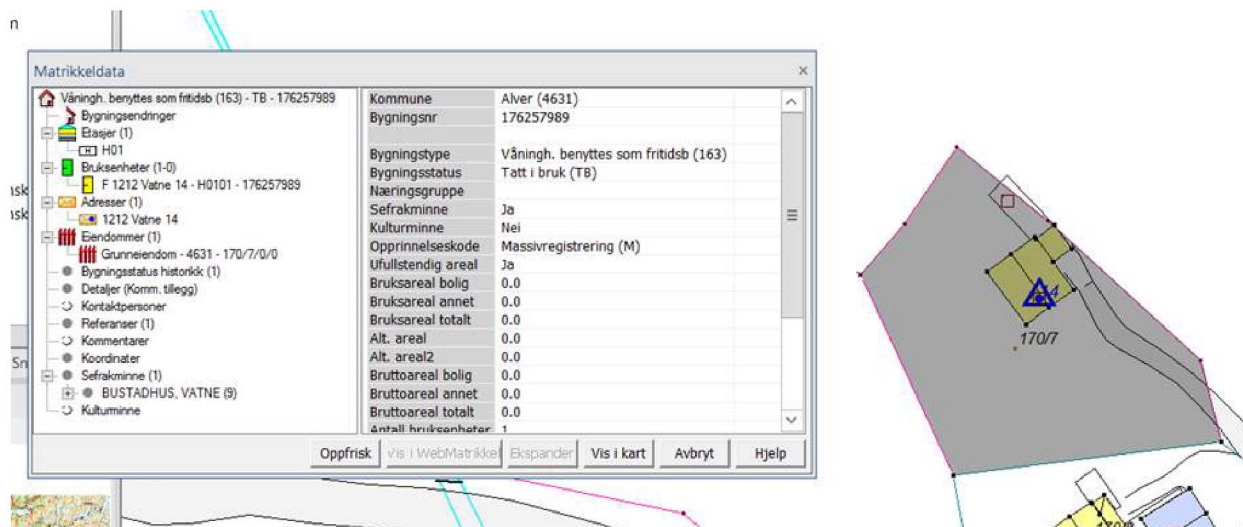 n
Matrikkeldata
Våningh. benyttes som fritidsb (163) - TB - 176257989
Bygningsendringer
Etasjer (1)
H01
Bruksenheter (1-0)
F 1212 Vatne 14 - H0101 - 176257989
Adresser (1)
1212 Vatne 14
Eiendommer (1)
Grunneiendom - 4631 - 170/7/0/0
Bygningsstatus historikk (1)
Detaljer (Komm. tillegg)
Kontaktpersoner
Referanser (1)
Kommentarer
Koordinater
Sefrakminne (1)
BUSTADHUS, VATNE (9)
Kulturminne
Kommune Alver (4631)
Bygningsnr 176257989
Bygningstype Våningh. benyttes som fritidsb (163)
Bygningsstatus Tatt i bruk (TB)
Næringsgruppe
Sefrakminne Ja
Kulturminne Nei
Opprinnelseskode Massivregistrering (M)
Ufullstendig areal Ja
Bruksareal bolig 0.0
Bruksareal annet 0.0
Bruksareal totalt 0.0
Alt. areal 0.0
Alt. areal2 0.0
Bruttoareal bolig 0.0
Bruttoareal annet 0.0
Bruttoareal totalt 0.0
Antall bruksenheter 1
Oppfrisk Vis i WebMatrikkel Ekspander Vis i kart Avbryt Hjelp
nsk
nsk
Sn
170/7